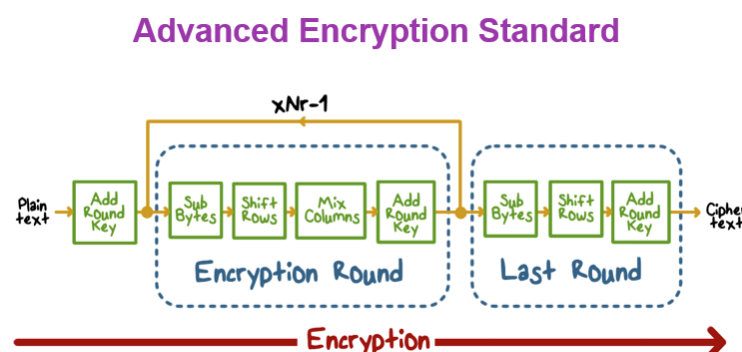 Advanced Encryption Standard
xNr-1
Plain
text
Add
Round
Key
Sub
Bytes
Shift
Rows
Mix
Columns
Add
Round
Key
Encryption Round
Sub
Bytes
Shift
Rows
Add
Round
Key
Last Round
Cipher
text
Encryption